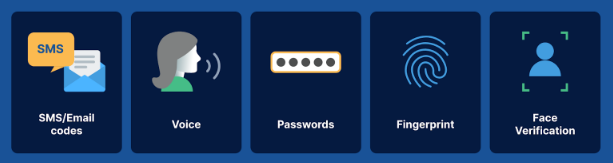 SMS
SMS/Email
codes
Voice
Passwords
Fingerprint
Face
Verification